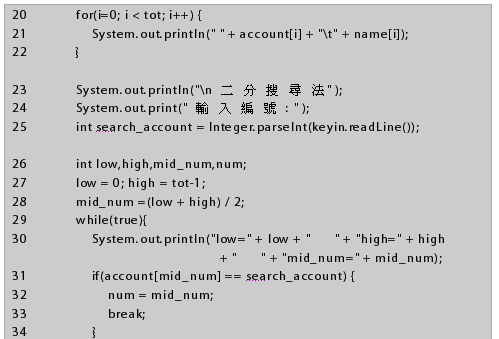 20 for(i=0; i < tot; i++) {
21 System.out.println(" " + account[i] + "\t" + name[i]);
22 }
23 System.out.println("\n 二 分 搜 尋 法");
24 System.out.print(" 輸 入 編 號 : ");
25 int search_account = Integer.parseInt(keyin.readLine());
26 int low,high,mid_num,num;
27 low = 0; high = tot-1;
28 mid_num =(low + high) / 2;
29 while(true){
30 System.out.println("low=" + low + "      " + "high=" + high
+ "      " + "mid_num=" + mid_num);
31 if(account[mid_num] == search_account) {
32 num = mid_num;
33 break;
34 }